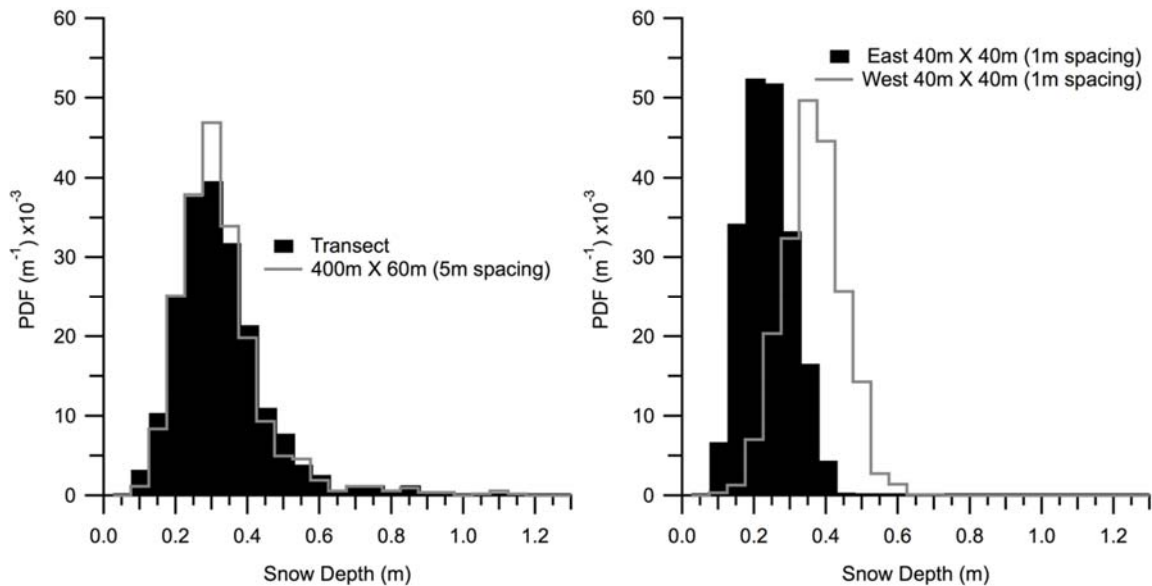 60
50
40
30
20
10
0
PDF (m⁻¹) x10⁻³
Transect
400m X 60m (5m spacing)
0.0 0.2 0.4 0.6 0.8 1.0 1.2
Snow Depth (m)
60
50
40
30
20
10
0
PDF (m⁻¹) x10⁻³
East 40m X 40m (1m spacing)
West 40m X 40m (1m spacing)
0.0 0.2 0.4 0.6 0.8 1.0 1.2
Snow Depth (m)